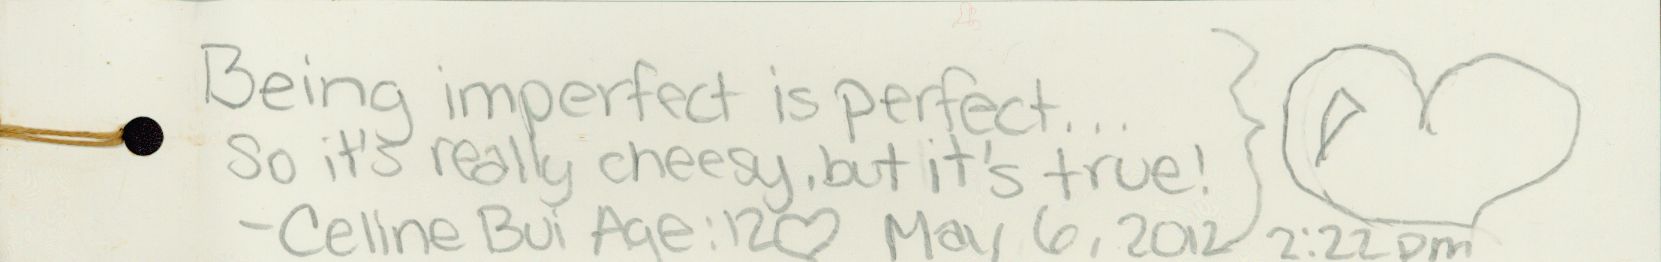 Being imperfect is perfect...
So it's really cheesy, but it's true!
-Celine Bui Age:12♡ May 6, 2012 2:22 pm